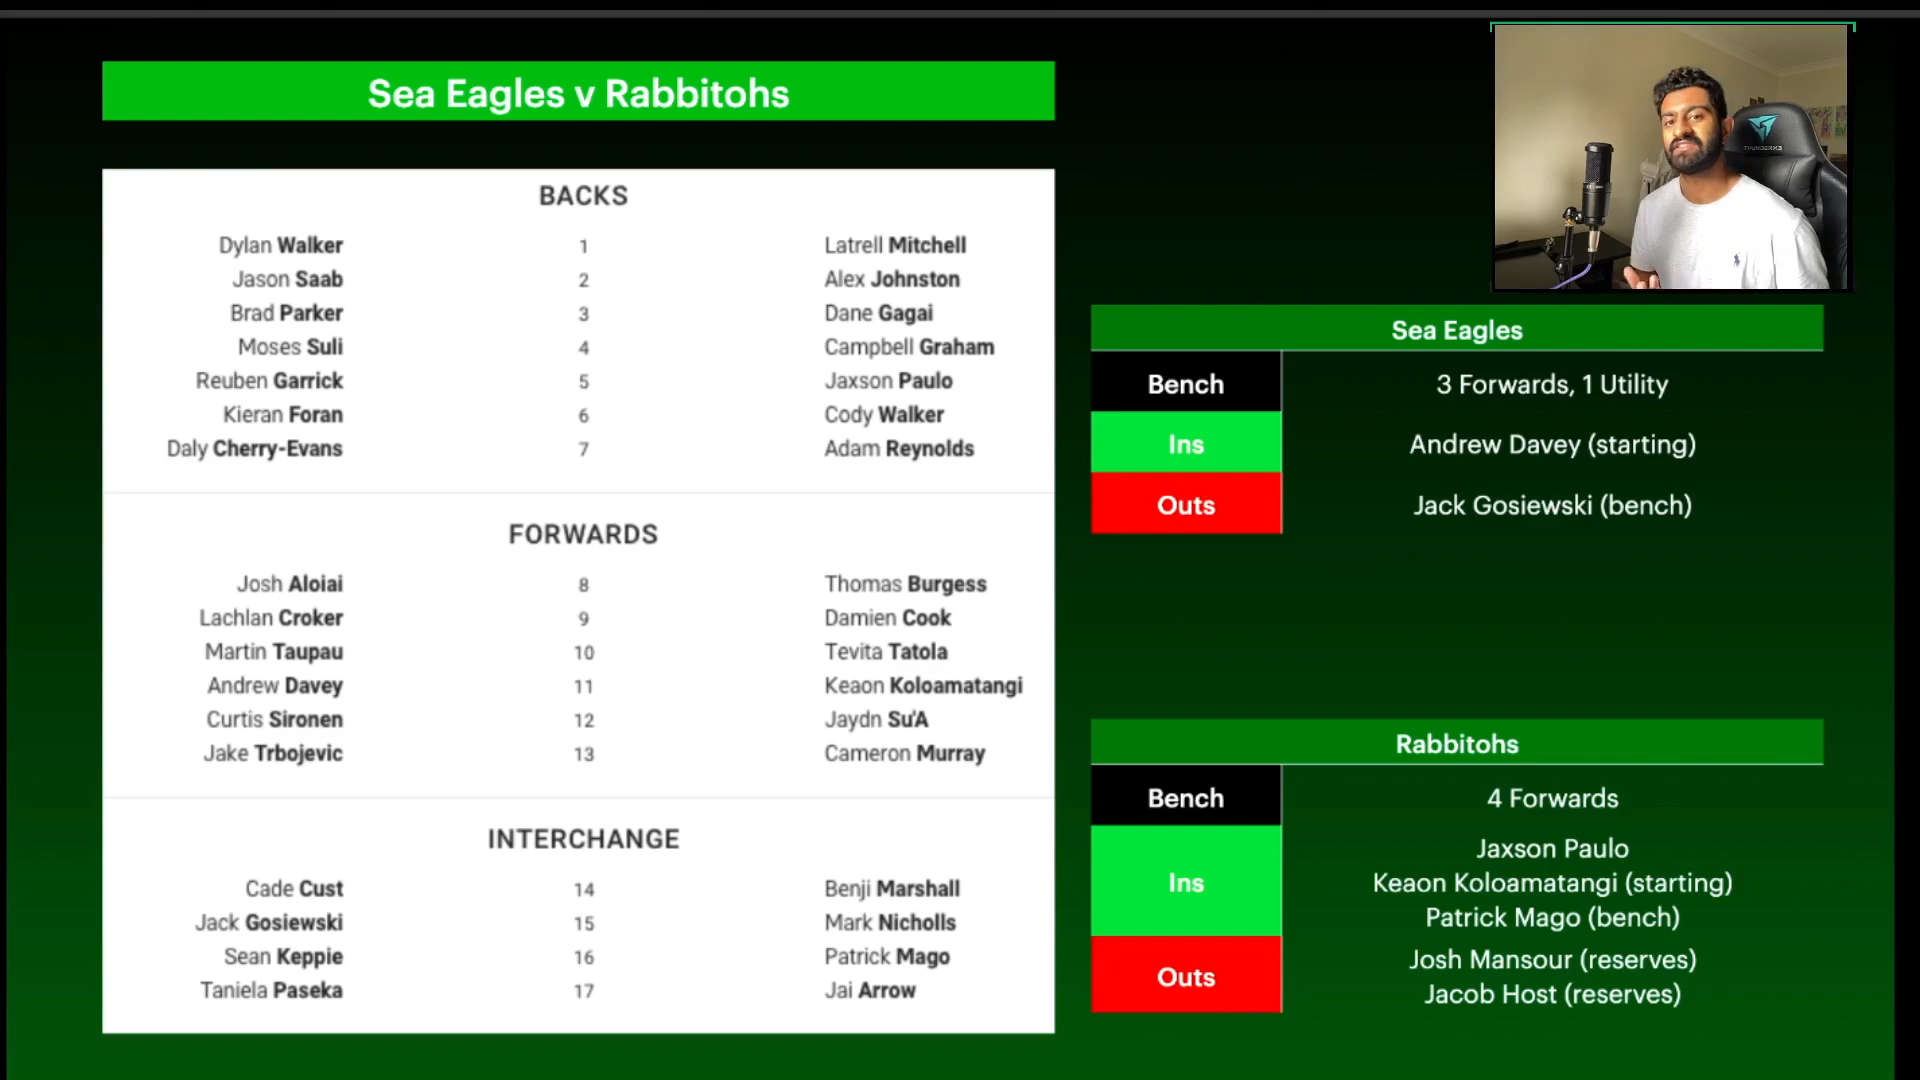 Sea Eagles v Rabbitohs
BACKS
Dylan Walker 1 Latrell Mitchell
Jason Saab 2 Alex Johnston
Brad Parker 3 Dane Gagai
Moses Suli 4 Campbell Graham
Reuben Garrick 5 Jaxson Paulo
Kieran Foran 6 Cody Walker
Daly Cherry-Evans 7 Adam Reynolds
FORWARDS
Josh Aloiai 8 Thomas Burgess
Lachlan Croker 9 Damien Cook
Martin Taupau 10 Tevita Tatola
Andrew Davey 11 Keaon Koloamatangi
Curtis Sironen 12 Jaydn Su'A
Jake Trbojevic 13 Cameron Murray
INTERCHANGE
Cade Cust 14 Benji Marshall
Jack Gosiewski 15 Mark Nicholls
Sean Keppie 16 Patrick Mago
Taniela Paseka 17 Jai Arrow
THUNDERX3
Sea Eagles
Bench 3 Forwards, 1 Utility
Ins Andrew Davey (starting)
Outs Jack Gosiewski (bench)
Rabbitohs
Bench 4 Forwards
Jaxson Paulo
Ins Keaon Koloamatangi (starting)
Patrick Mago (bench)
Josh Mansour (reserves)
Outs
Jacob Host (reserves)